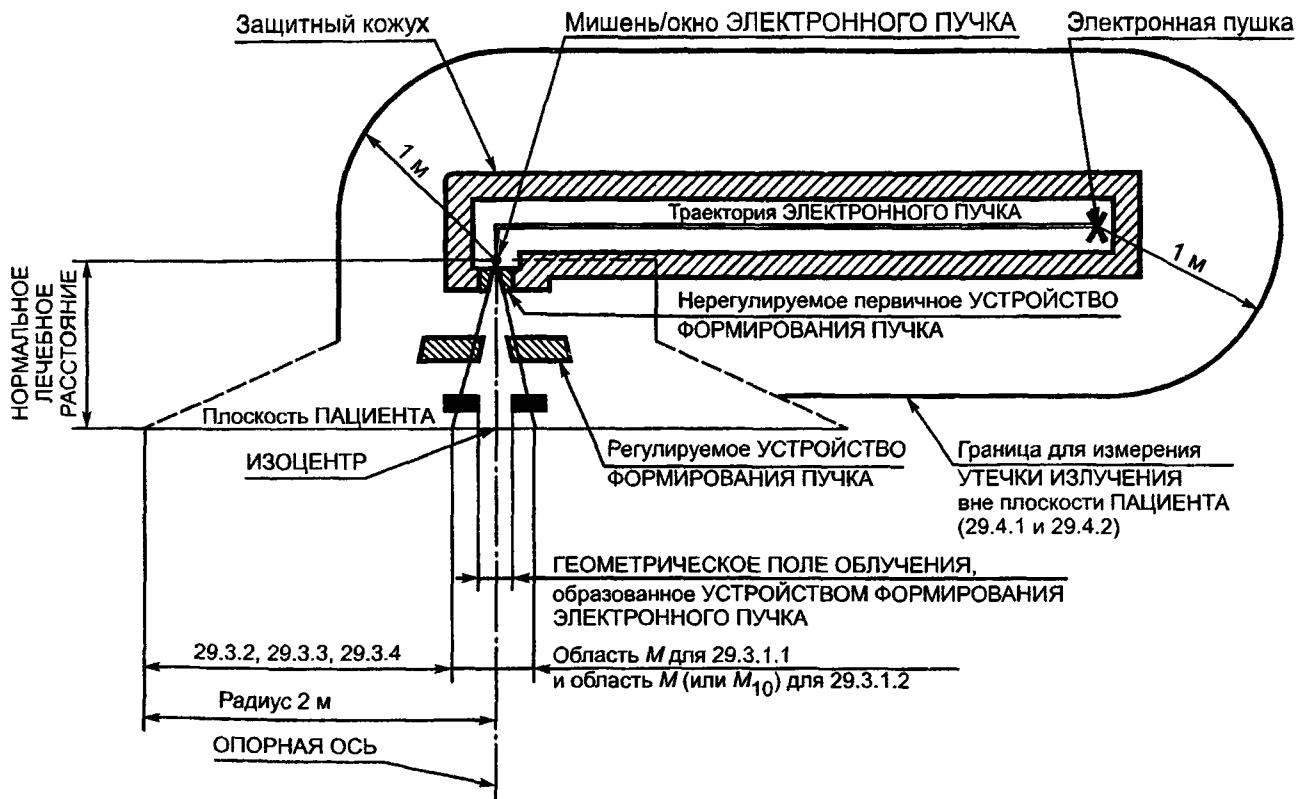 Защитный кожух
Мишень/окно ЭЛЕКТРОННОГО ПУЧКА
Электронная пушка
1 м
Траектория ЭЛЕКТРОННОГО ПУЧКА
1 м
НОРМАЛЬНОЕ
ЛЕЧЕБНОЕ
РАССТОЯНИЕ
Нерегулируемое первичное УСТРОЙСТВО
ФОРМИРОВАНИЯ ПУЧКА
Плоскость ПАЦИЕНТА
ИЗОЦЕНТР
Регулируемое УСТРОЙСТВО
ФОРМИРОВАНИЯ ПУЧКА
Граница для измерения
УТЕЧКИ ИЗЛУЧЕНИЯ
вне плоскости ПАЦИЕНТА
(29.4.1 и 29.4.2)
ГЕОМЕТРИЧЕСКОЕ ПОЛЕ ОБЛУЧЕНИЯ,
образованное УСТРОЙСТВОМ ФОРМИРОВАНИЯ
ЭЛЕКТРОННОГО ПУЧКА
29.3.2, 29.3.3, 29.3.4
Область M для 29.3.1.1
и область M (или M10) для 29.3.1.2
Радиус 2 м
ОПОРНАЯ ОСЬ